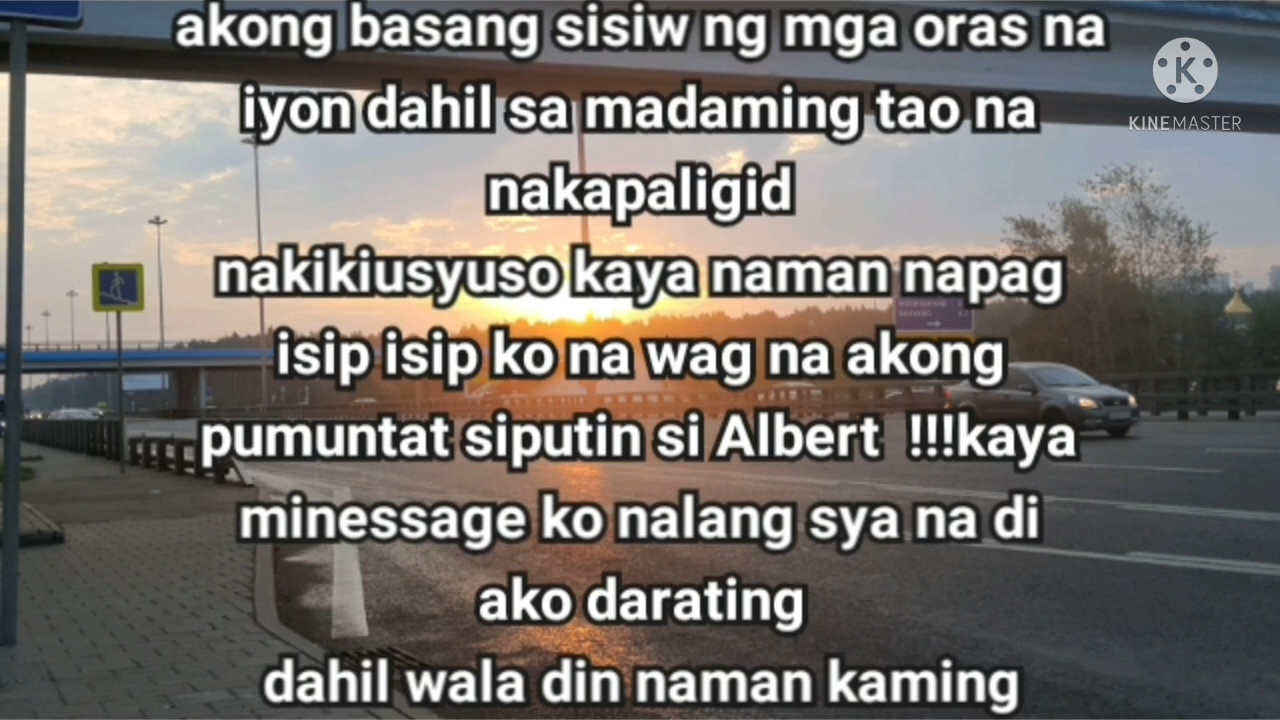 akong basang sisiw ng mga oras na
iyon dahil sa madaming tao na
nakapaligid
nakikiusyuso kaya naman napag
isip isip ko na wag na akong
pumuntat siputin si Albert !!!kaya
minessage ko nalang sya na di
ako darating
dahil wala din naman kaming
K
KINEMASTER